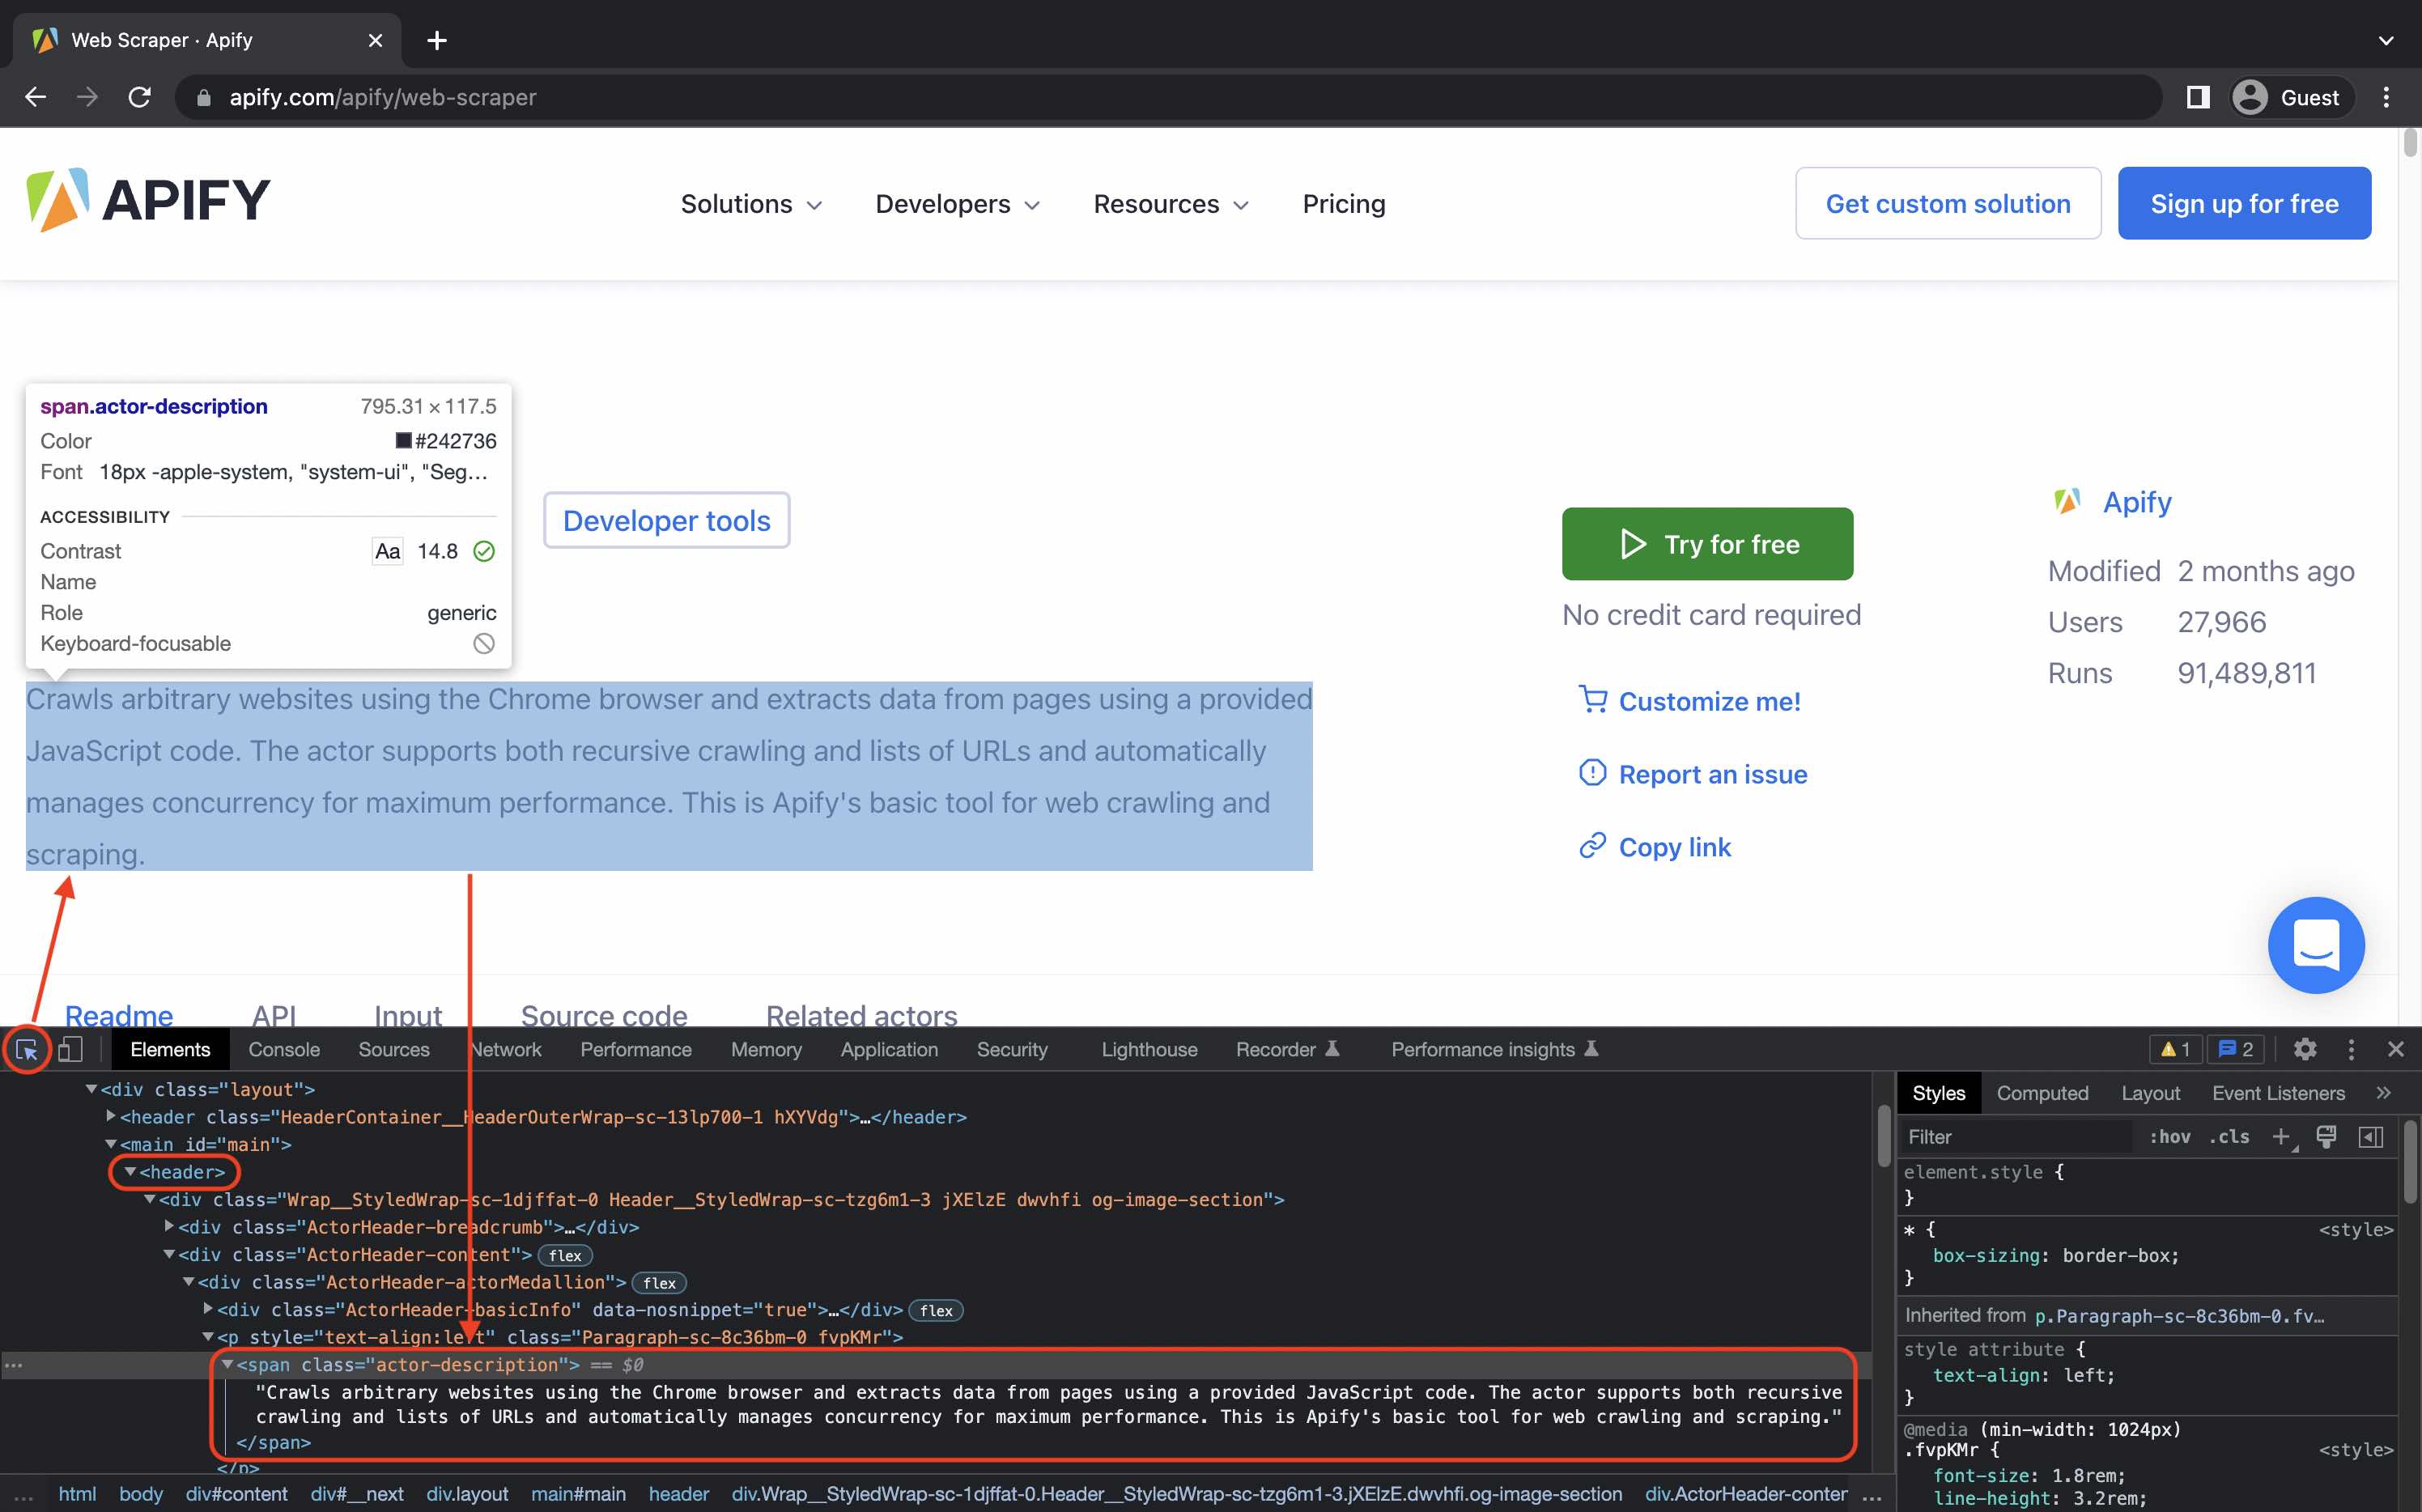 Web Scraper · Apify
apify.com/apify/web-scraper
Guest
APIFY
Solutions
Developers
Resources
Pricing
Get custom solution
Sign up for free
span.actor-description 795.31 × 117.5
Color #242736
Font 18px -apple-system, "system-ui", "Seg…
ACCESSIBILITY
Contrast Aa 14.8
Name
Role generic
Keyboard-focusable
Developer tools
Crawls arbitrary websites using the Chrome browser and extracts data from pages using a provided
JavaScript code. The actor supports both recursive crawling and lists of URLs and automatically
manages concurrency for maximum performance. This is Apify's basic tool for web crawling and
scraping.
Try for free
No credit card required
Customize me!
Report an issue
Copy link
Apify
Modified 2 months ago
Users 27,966
Runs 91,489,811
Readme API Input Source code Related actors
Elements Console Sources Network Performance Memory Application Security Lighthouse Recorder Performance insights 1 2
<div class="layout">
<header class="HeaderContainer__HeaderOuterWrap-sc-13lp700-1 hXYVdg">…</header>
<main id="main">
<header>
<div class="Wrap__StyledWrap-sc-1djffat-0 Header__StyledWrap-sc-tzg6m1-3 jXElzE dwvhfi og-image-section">
<div class="ActorHeader-breadcrumb">…</div>
<div class="ActorHeader-content"> flex
<div class="ActorHeader-actorMedallion"> flex
<div class="ActorHeader-basicInfo" data-nosnippet="true">…</div> flex
<p style="text-align:left" class="Paragraph-sc-8c36bm-0 fvpKMr">
… <span class="actor-description"> == $0
"Crawls arbitrary websites using the Chrome browser and extracts data from pages using a provided JavaScript code. The actor supports both recursive
crawling and lists of URLs and automatically manages concurrency for maximum performance. This is Apify's basic tool for web crawling and scraping."
</span>
</p>
… html body div#content div#__next div.layout main#main header div.Wrap__StyledWrap-sc-1djffat-0.Header__StyledWrap-sc-tzg6m1-3.jXElzE.dwvhfi.og-image-section div.ActorHeader-conter …
Styles Computed Layout Event Listeners »
Filter :hov .cls +
element.style {
}
* { <style>
box-sizing: border-box;
}
Inherited from p.Paragraph-sc-8c36bm-0.fv…
style attribute {
text-align: left;
}
@media (min-width: 1024px)
.fvpKMr { <style>
font-size: 1.8rem;
line-height: 3.2rem;